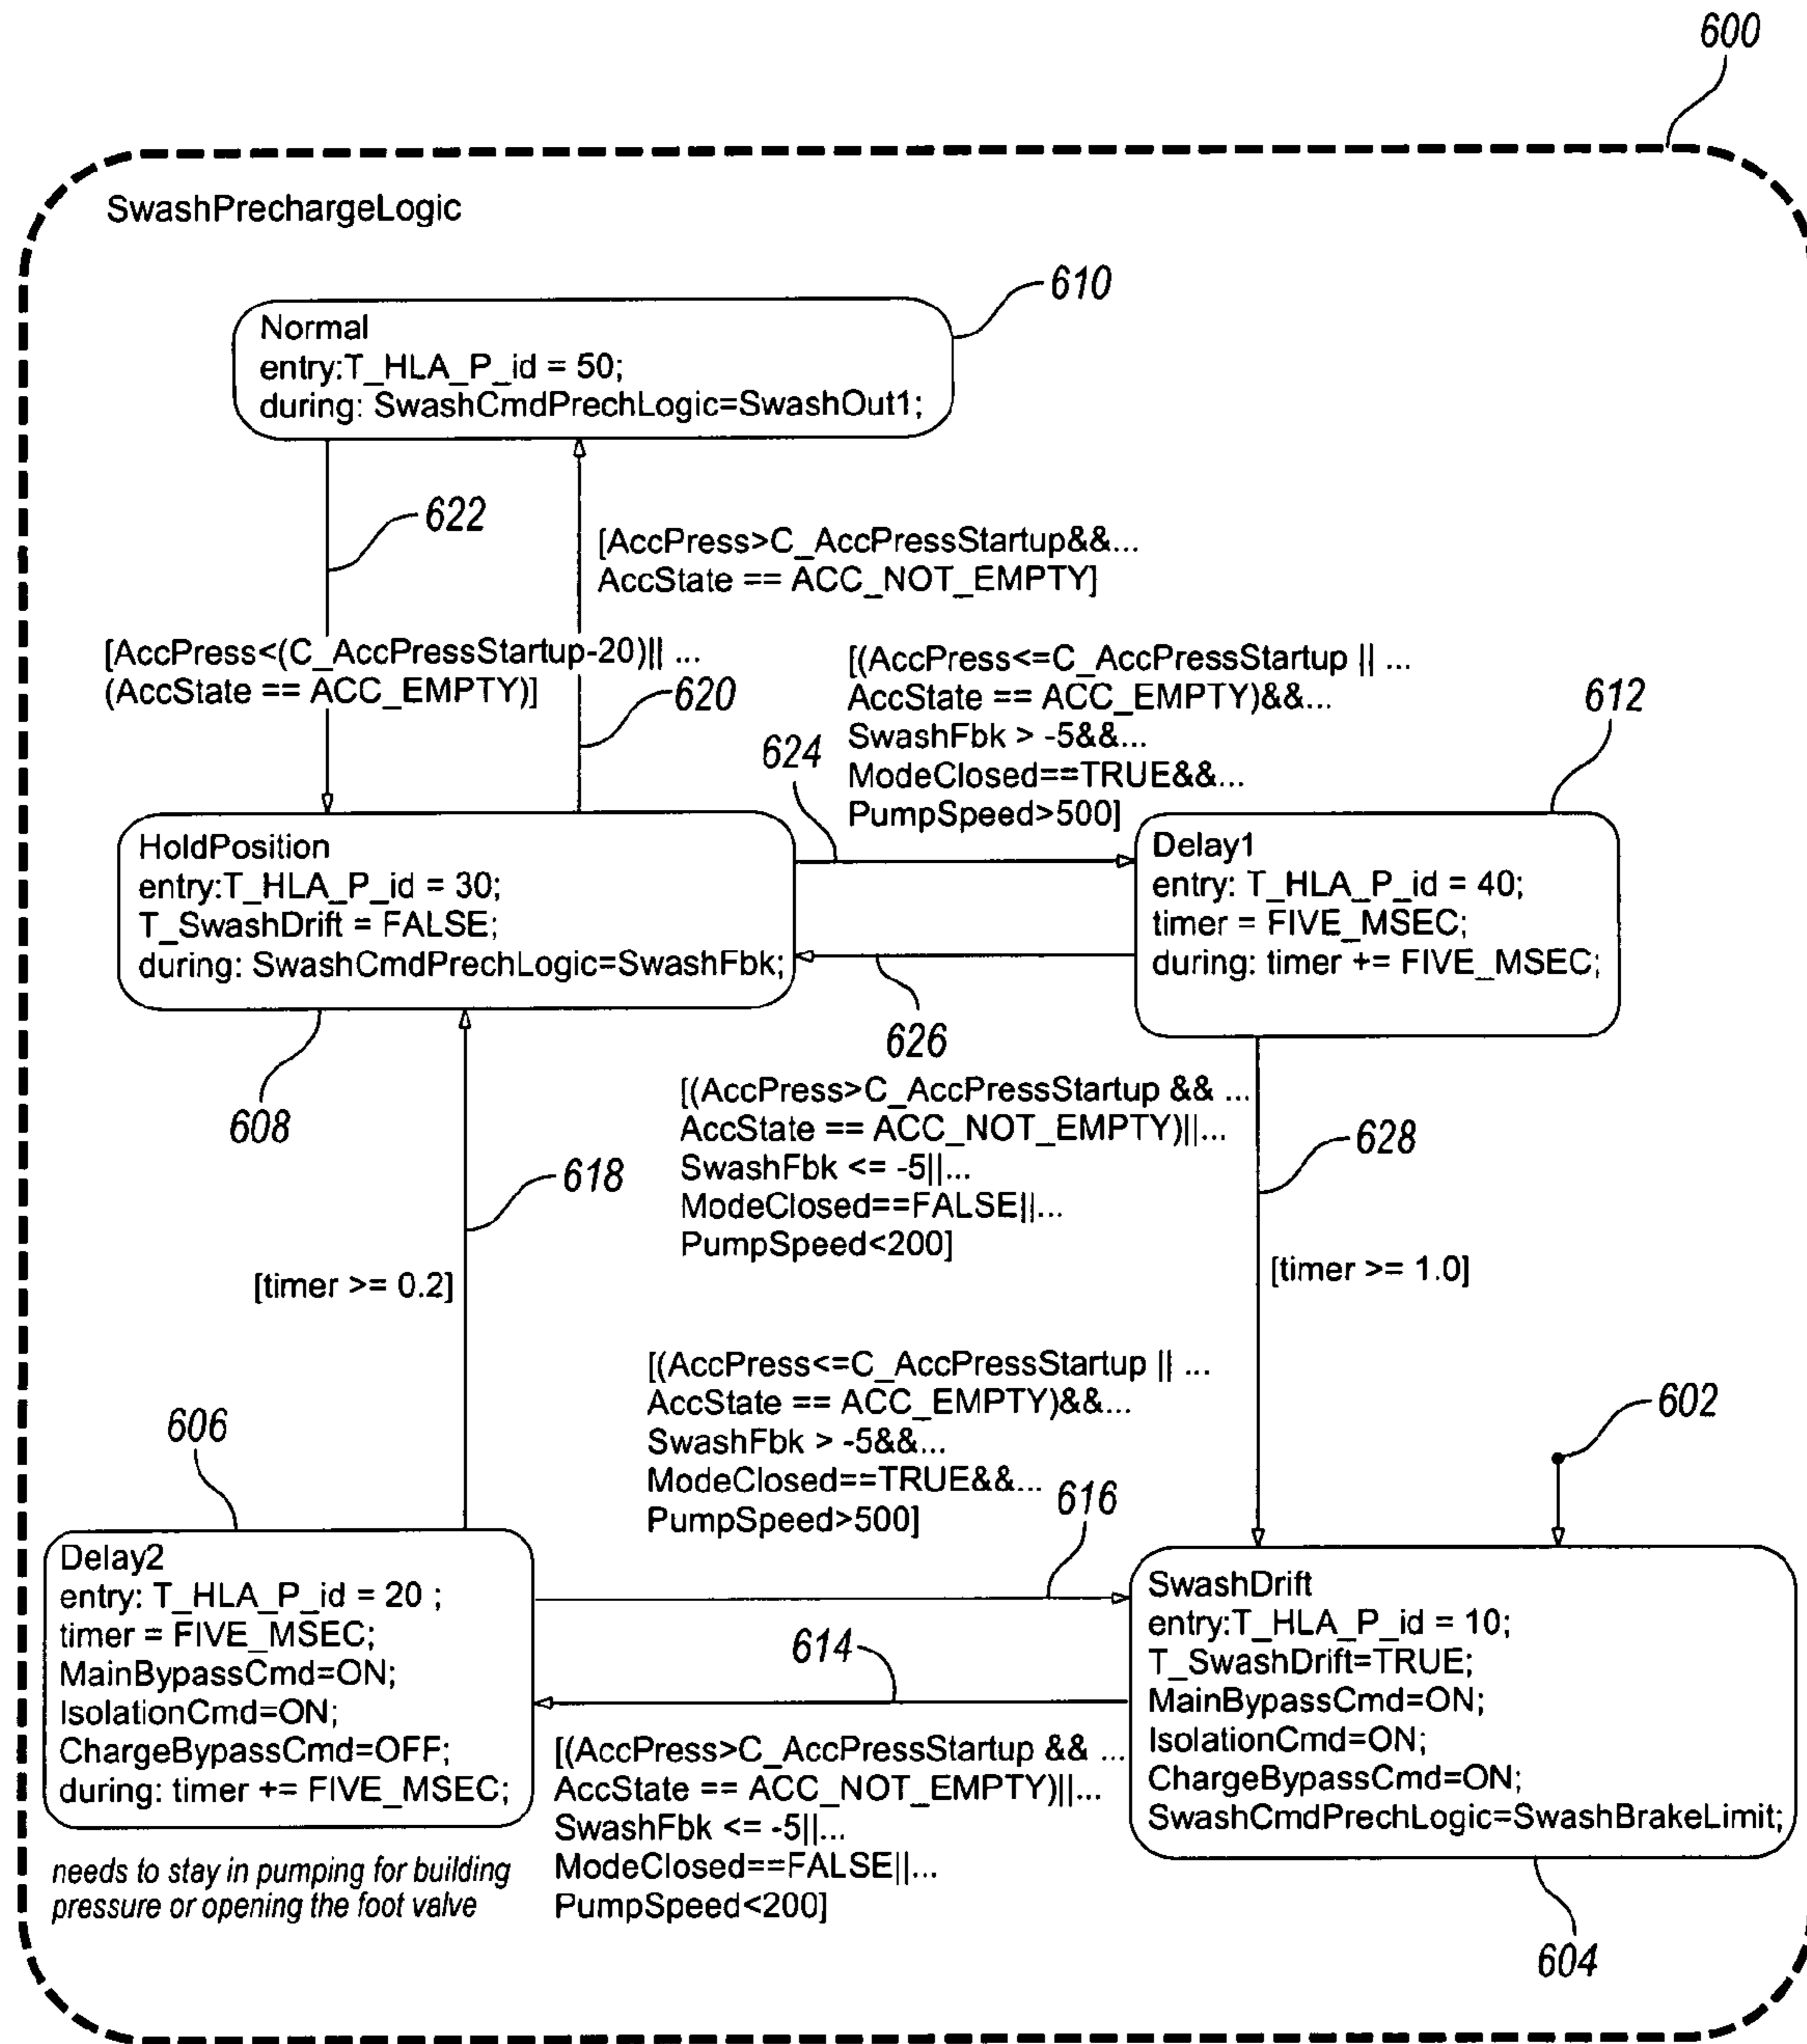 600
SwashPrechargeLogic
610
Normal
entry:T_HLA_P_id = 50;
during: SwashCmdPrechLogic=SwashOut1;
622
[AccPress>C_AccPressStartup&&...
AccState == ACC_NOT_EMPTY]
[AccPress<(C_AccPressStartup-20)|| ...
(AccState == ACC_EMPTY)]
620
[(AccPress<=C_AccPressStartup || ...
AccState == ACC_EMPTY)&&...
SwashFbk > -5&&...
ModeClosed==TRUE&&...
PumpSpeed>500]
624
612
HoldPosition
entry:T_HLA_P_id = 30;
T_SwashDrift = FALSE;
during: SwashCmdPrechLogic=SwashFbk;
Delay1
entry: T_HLA_P_id = 40;
timer = FIVE_MSEC;
during: timer += FIVE_MSEC;
608
626
[(AccPress>C_AccPressStartup && ...
AccState == ACC_NOT_EMPTY)||...
SwashFbk <= -5||...
ModeClosed==FALSE||...
PumpSpeed<200]
618
628
[timer >= 0.2]
[timer >= 1.0]
[(AccPress<=C_AccPressStartup || ...
AccState == ACC_EMPTY)&&...
SwashFbk > -5&&...
ModeClosed==TRUE&&...
PumpSpeed>500]
606
602
616
Delay2
entry: T_HLA_P_id = 20 ;
timer = FIVE_MSEC;
MainBypassCmd=ON;
IsolationCmd=ON;
ChargeBypassCmd=OFF;
during: timer += FIVE_MSEC;
614
SwashDrift
entry:T_HLA_P_id = 10;
T_SwashDrift=TRUE;
MainBypassCmd=ON;
IsolationCmd=ON;
ChargeBypassCmd=ON;
SwashCmdPrechLogic=SwashBrakeLimit;
[(AccPress>C_AccPressStartup && ...
AccState == ACC_NOT_EMPTY)||...
SwashFbk <= -5||...
ModeClosed==FALSE||...
PumpSpeed<200]
needs to stay in pumping for building
pressure or opening the foot valve
604